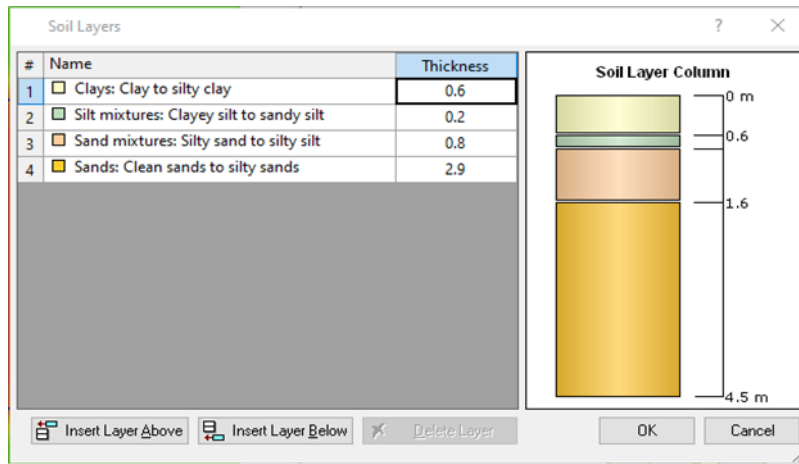 Soil Layers ?
# Name Thickness
1 Clays: Clay to silty clay 0.6
2 Silt mixtures: Clayey silt to sandy silt 0.2
3 Sand mixtures: Silty sand to silty silt 0.8
4 Sands: Clean sands to silty sands 2.9
Soil Layer Column
0 m
0.6
1.6
4.5 m
Insert Layer Above Insert Layer Below Delete Layer OK Cancel